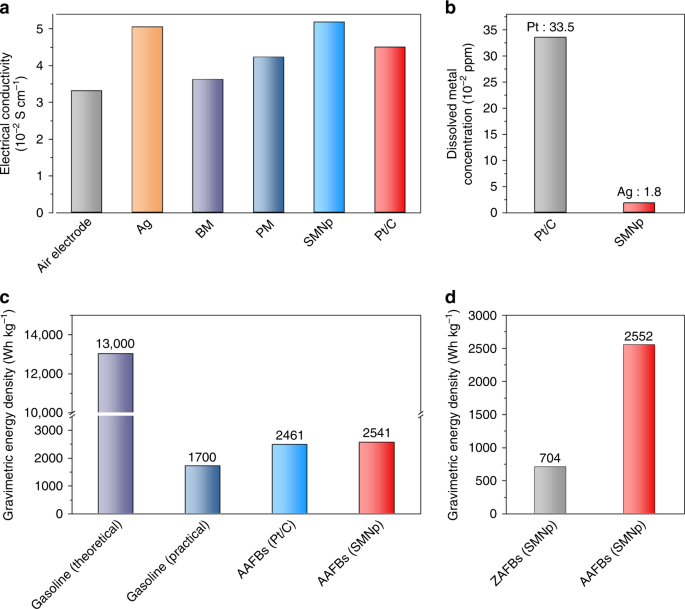 a
Electrical conductivity
(10⁻² S cm⁻¹)
5
4
3
2
1
0
Air electrode
Ag
BM
PM
SMNp
Pt/C
b
Dissolved metal
concentration (10⁻² ppm)
35
30
25
20
15
10
5
0
Pt : 33.5
Ag : 1.8
Pt/C
SMNp
c
Gravimetric energy density (Wh kg⁻¹)
14,000
12,000
10,000
3000
2000
1000
0
13,000
1700
2461
2541
Gasoline (theoretical)
Gasoline (practical)
AAFBs (Pt/C)
AAFBs (SMNp)
d
Gravimetric energy density (Wh kg⁻¹)
3000
2500
2000
1500
1000
500
0
704
2552
ZAFBs (SMNp)
AAFBs (SMNp)